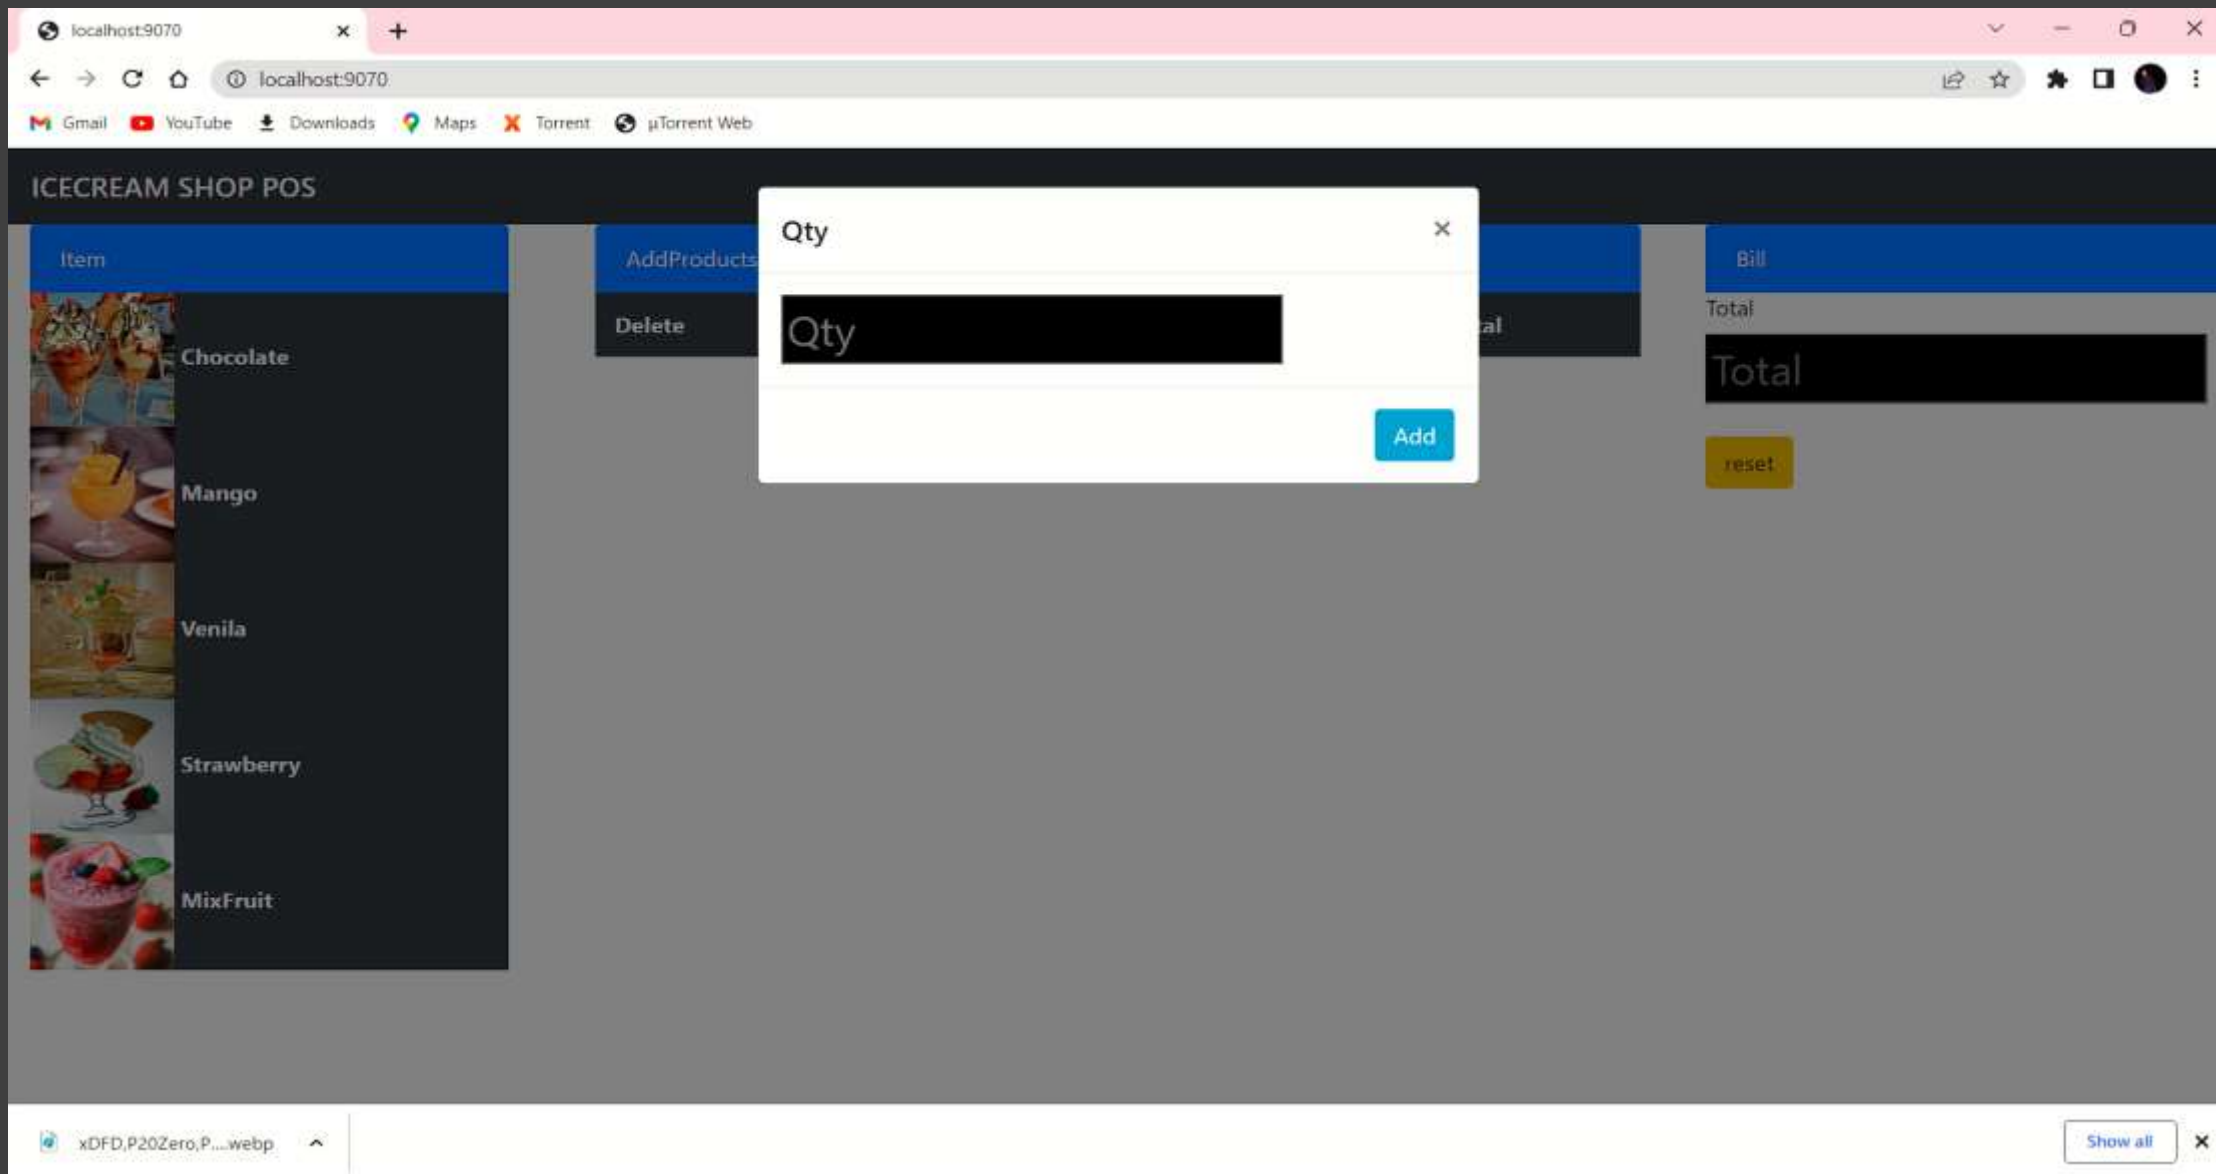 localhost:9070
localhost:9070
Gmail YouTube Downloads Maps Torrent µTorrent Web
ICECREAM SHOP POS
Item
Chocolate
Mango
Venila
Strawberry
MixFruit
AddProducts
Delete
al
Qty
Qty
Add
Bill
Total
Total
reset
xDFD,P20Zero,P....webp
Show all